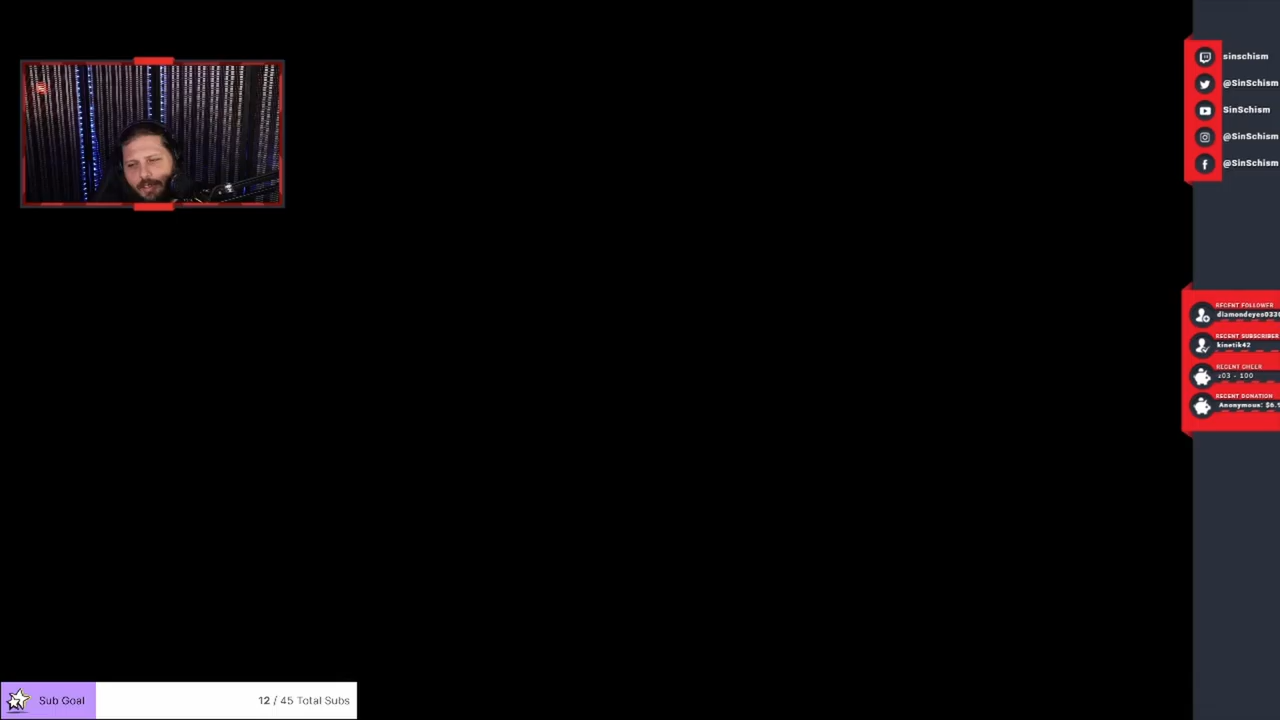 sinschism
@SinSchism
SinSchism
@SinSchism
@SinSchism
RECENT FOLLOWER
RECENT SUBSCRIBER
kinetik42
RECENT CHEER
RECENT DONATION
Anonymous:
Sub Goal
12 / 45 Total Subs